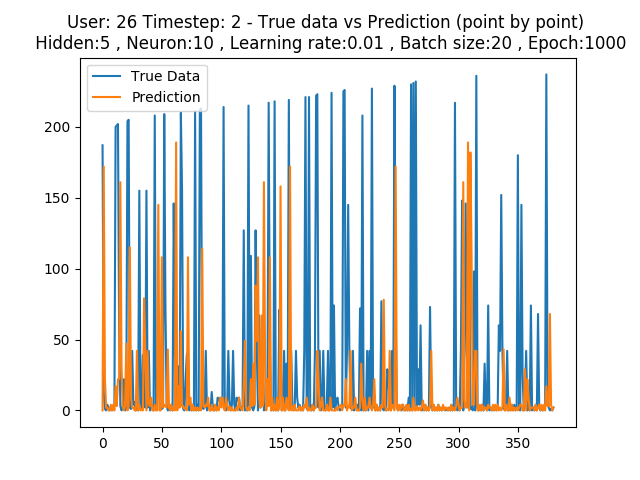 User: 26 Timestep: 2 - True data vs Prediction (point by point)
Hidden:5 , Neuron:10 , Learning rate:0.01 , Batch size:20 , Epoch:1000
True Data
Prediction
200
150
100
50
0
0 50 100 150 200 250 300 350